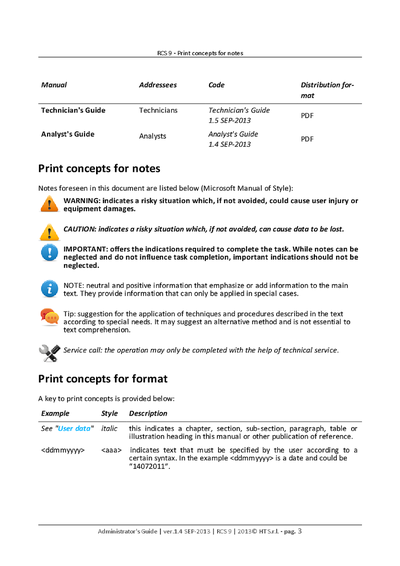 RCS 9 - Print concepts for notes
Manual Addressees Code Distribution for-
mat
Technician's Guide Technicians Technician's Guide
1.5 SEP-2013 PDF
Analyst's Guide Analysts Analyst's Guide
1.4 SEP-2013 PDF
Print concepts for notes
Notes foreseen in this document are listed below (Microsoft Manual of Style):
WARNING: indicates a risky situation which, if not avoided, could cause user injury or
equipment damages.
CAUTION: indicates a risky situation which, if not avoided, can cause data to be lost.
IMPORTANT: offers the indications required to complete the task. While notes can be
neglected and do not influence task completion, important indications should not be
neglected.
NOTE: neutral and positive information that emphasize or add information to the main
text. They provide information that can only be applied in special cases.
Tip: suggestion for the application of techniques and procedures described in the text
according to special needs. It may suggest an alternative method and is not essential to
text comprehension.
Service call: the operation may only be completed with the help of technical service.
Print concepts for format
A key to print concepts is provided below:
Example Style Description
See "User data" italic this indicates a chapter, section, sub-section, paragraph, table or
illustration heading in this manual or other publication of reference.
<ddmmyyyy> <aaa> indicates text that must be specified by the user according to a
certain syntax. In the example <ddmmyyyy> is a date and could be
"14072011".
Administrator's Guide | ver.1.4 SEP-2013 | RCS 9 | 2013© HT S.r.l. - pag. 3